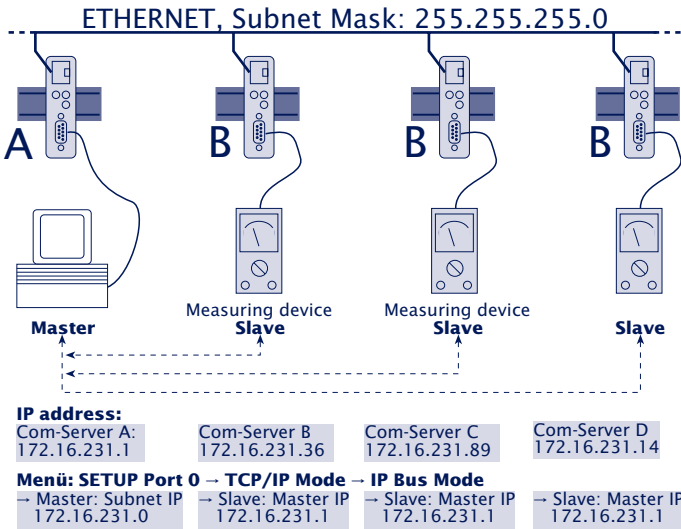 ETHERNET, Subnet Mask: 255.255.255.0
A B B B
Measuring device Measuring device
Master Slave Slave Slave
IP address:
Com-Server A: Com-Server B Com-Server C Com-Server D
172.16.231.1 172.16.231.36 172.16.231.89 172.16.231.14
Menü: SETUP Port 0 → TCP/IP Mode → IP Bus Mode
→ Master: Subnet IP → Slave: Master IP → Slave: Master IP → Slave: Master IP
172.16.231.0 172.16.231.1 172.16.231.1 172.16.231.1